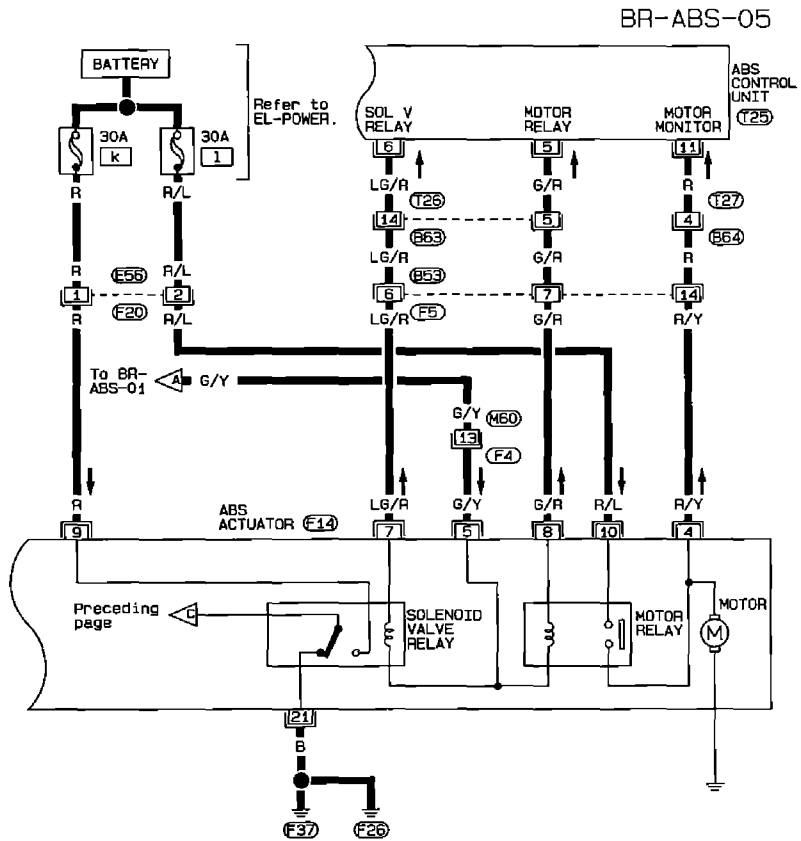 BR-ABS-05
BATTERY
30A
k
30A
l
Refer to
EL-POWER.
ABS
CONTROL
UNIT
T25
SOL V
RELAY
MOTOR
RELAY
MOTOR
MONITOR
6
5
11
LG/R
G/R
R
R
R/L
T26
T27
14
5
4
B63
B64
LG/R
G/R
R
R
R/L
E56
B53
1
2
6
7
14
F20
F5
R
R/L
LG/R
G/R
R/Y
To BR-
ABS-01
A
G/Y
G/Y
M60
13
F4
R
LG/R
G/Y
G/R
R/L
R/Y
ABS
ACTUATOR
F14
9
7
5
8
10
4
Preceding
page
C
SOLENOID
VALVE
RELAY
MOTOR
RELAY
MOTOR
M
21
B
F37
F26